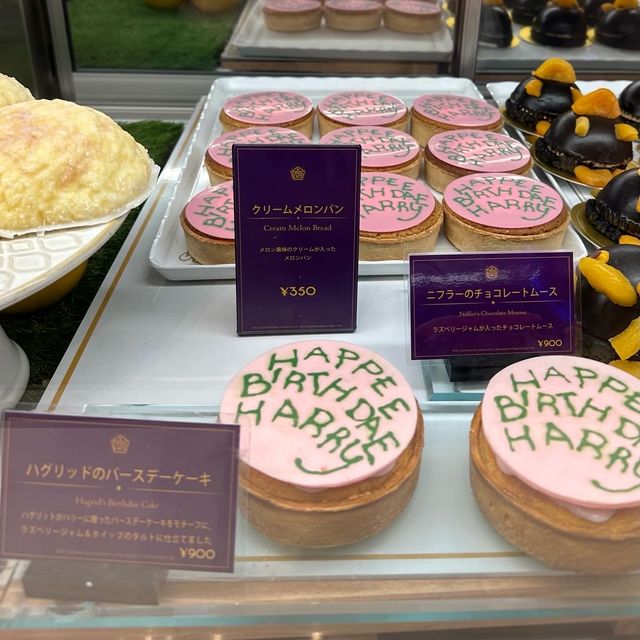 クリームメロンパン
Cream Melon Bread
メロン風味のクリームが入った
メロンパン
¥350
ニフラーのチョコレートムース
Niffler's Chocolate Mousse
ラズベリージャムが入ったチョコレートムース
¥900
ハグリッドのバースデーケーキ
Hagrid's Birthday Cake
ハグリットがハリーに贈ったバースデーケーキをモチーフに、
ラズベリージャム&ホイップのタルトに仕立てました
¥900
HAPPEE
BIRTHDAE
HARRY
HAPPEE
BIRTHDAE
HARRY
HAPPEE
BIRTHDAE
HARRY